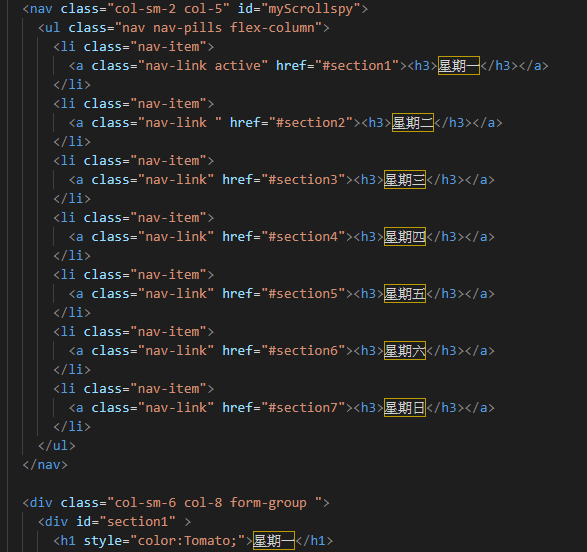 <nav class="col-sm-2 col-5" id="myScrollspy">
<ul class="nav nav-pills flex-column">
<li class="nav-item">
<a class="nav-link active" href="#section1"><h3>星期一</h3></a>
</li>
<li class="nav-item">
<a class="nav-link " href="#section2"><h3>星期二</h3></a>
</li>
<li class="nav-item">
<a class="nav-link" href="#section3"><h3>星期三</h3></a>
</li>
<li class="nav-item">
<a class="nav-link" href="#section4"><h3>星期四</h3></a>
</li>
<li class="nav-item">
<a class="nav-link" href="#section5"><h3>星期五</h3></a>
</li>
<li class="nav-item">
<a class="nav-link" href="#section6"><h3>星期六</h3></a>
</li>
<li class="nav-item">
<a class="nav-link" href="#section7"><h3>星期日</h3></a>
</li>
</ul>
</nav>
<div class="col-sm-6 col-8 form-group ">
<div id="section1" >
<h1 style="color:Tomato;">星期一</h1>